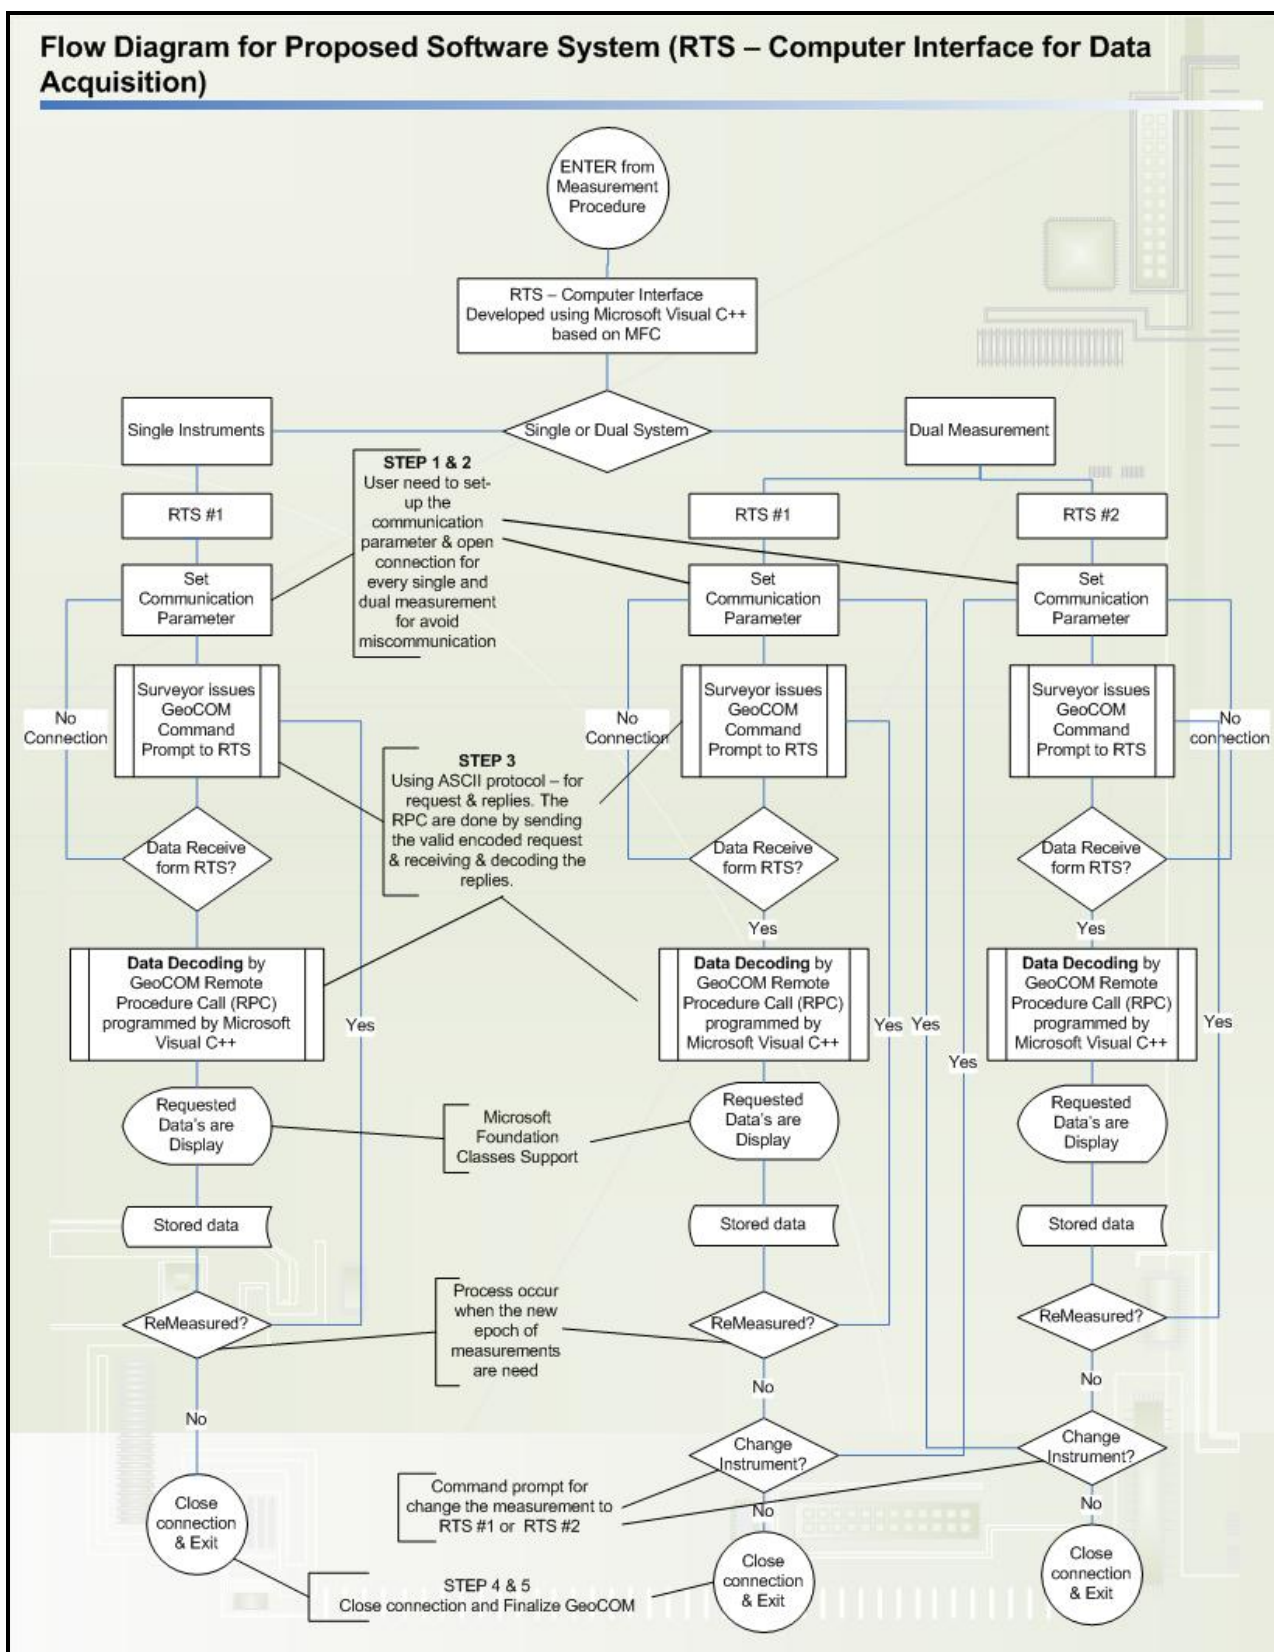 Flow Diagram for Proposed Software System (RTS – Computer Interface for Data
Acquisition)
ENTER from
Measurement
Procedure
RTS – Computer Interface
Developed using Microsoft Visual C++
based on MFC
Single Instruments
Single or Dual System
Dual Measurement
STEP 1 & 2
User need to set-
up the
communication
parameter & open
connection for
every single and
dual measurement
for avoid
miscommunication
RTS #1
RTS #1
RTS #2
Set
Communication
Parameter
Set
Communication
Parameter
Set
Communication
Parameter
Surveyor issues
GeoCOM
Command
Prompt to RTS
Surveyor issues
GeoCOM
Command
Prompt to RTS
Surveyor issues
GeoCOM
Command
Prompt to RTS
No
Connection
No
Connection
No
connection
STEP 3
Using ASCII protocol – for
request & replies. The
RPC are done by sending
the valid encoded request
& receiving & decoding the
replies.
Data Receive
form RTS?
Data Receive
form RTS?
Data Receive
form RTS?
Yes
Yes
Data Decoding by
GeoCOM Remote
Procedure Call (RPC)
programmed by Microsoft
Visual C++
Data Decoding by
GeoCOM Remote
Procedure Call (RPC)
programmed by
Microsoft Visual C++
Data Decoding by
GeoCOM Remote
Procedure Call (RPC)
programmed by
Microsoft Visual C++
Yes
Yes
Yes
Yes
Yes
Requested
Data's are
Display
Microsoft
Foundation
Classes Support
Requested
Data's are
Display
Requested
Data's are
Display
Stored data
Stored data
Stored data
Process occur
when the new
epoch of
measurements
are need
ReMeasured?
ReMeasured?
ReMeasured?
No
No
No
Change
Instrument?
Change
Instrument?
Command prompt for
change the measurement to
RTS #1 or RTS #2
No
No
Close
connection
& Exit
Close
connection
& Exit
Close
connection
& Exit
STEP 4 & 5
Close connection and Finalize GeoCOM